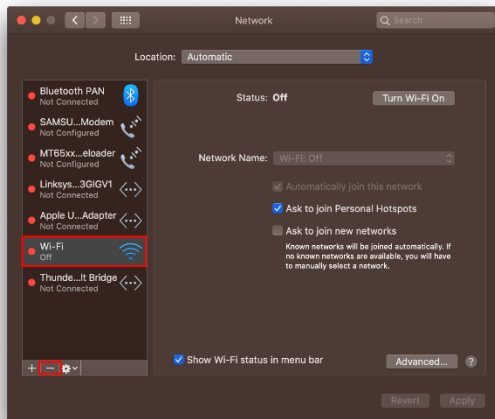 Network
Search
Location: Automatic
Bluetooth PAN
Not Connected
SAMSU...Modem
Not Configured
MT65xx...eloader
Not Configured
Linksys...3GIGV1
Not Connected
Apple U...Adapter
Not Connected
Wi-Fi
Off
Thunde...lt Bridge
Not Connected
Status: Off
Turn Wi-Fi On
Network Name: Wi-Fi: Off
Automatically join this network
Ask to join Personal Hotspots
Ask to join new networks
Known networks will be joined automatically. If
no known networks are available, you will have
to manually select a network.
Show Wi-Fi status in menu bar
Advanced...
?
Revert
Apply